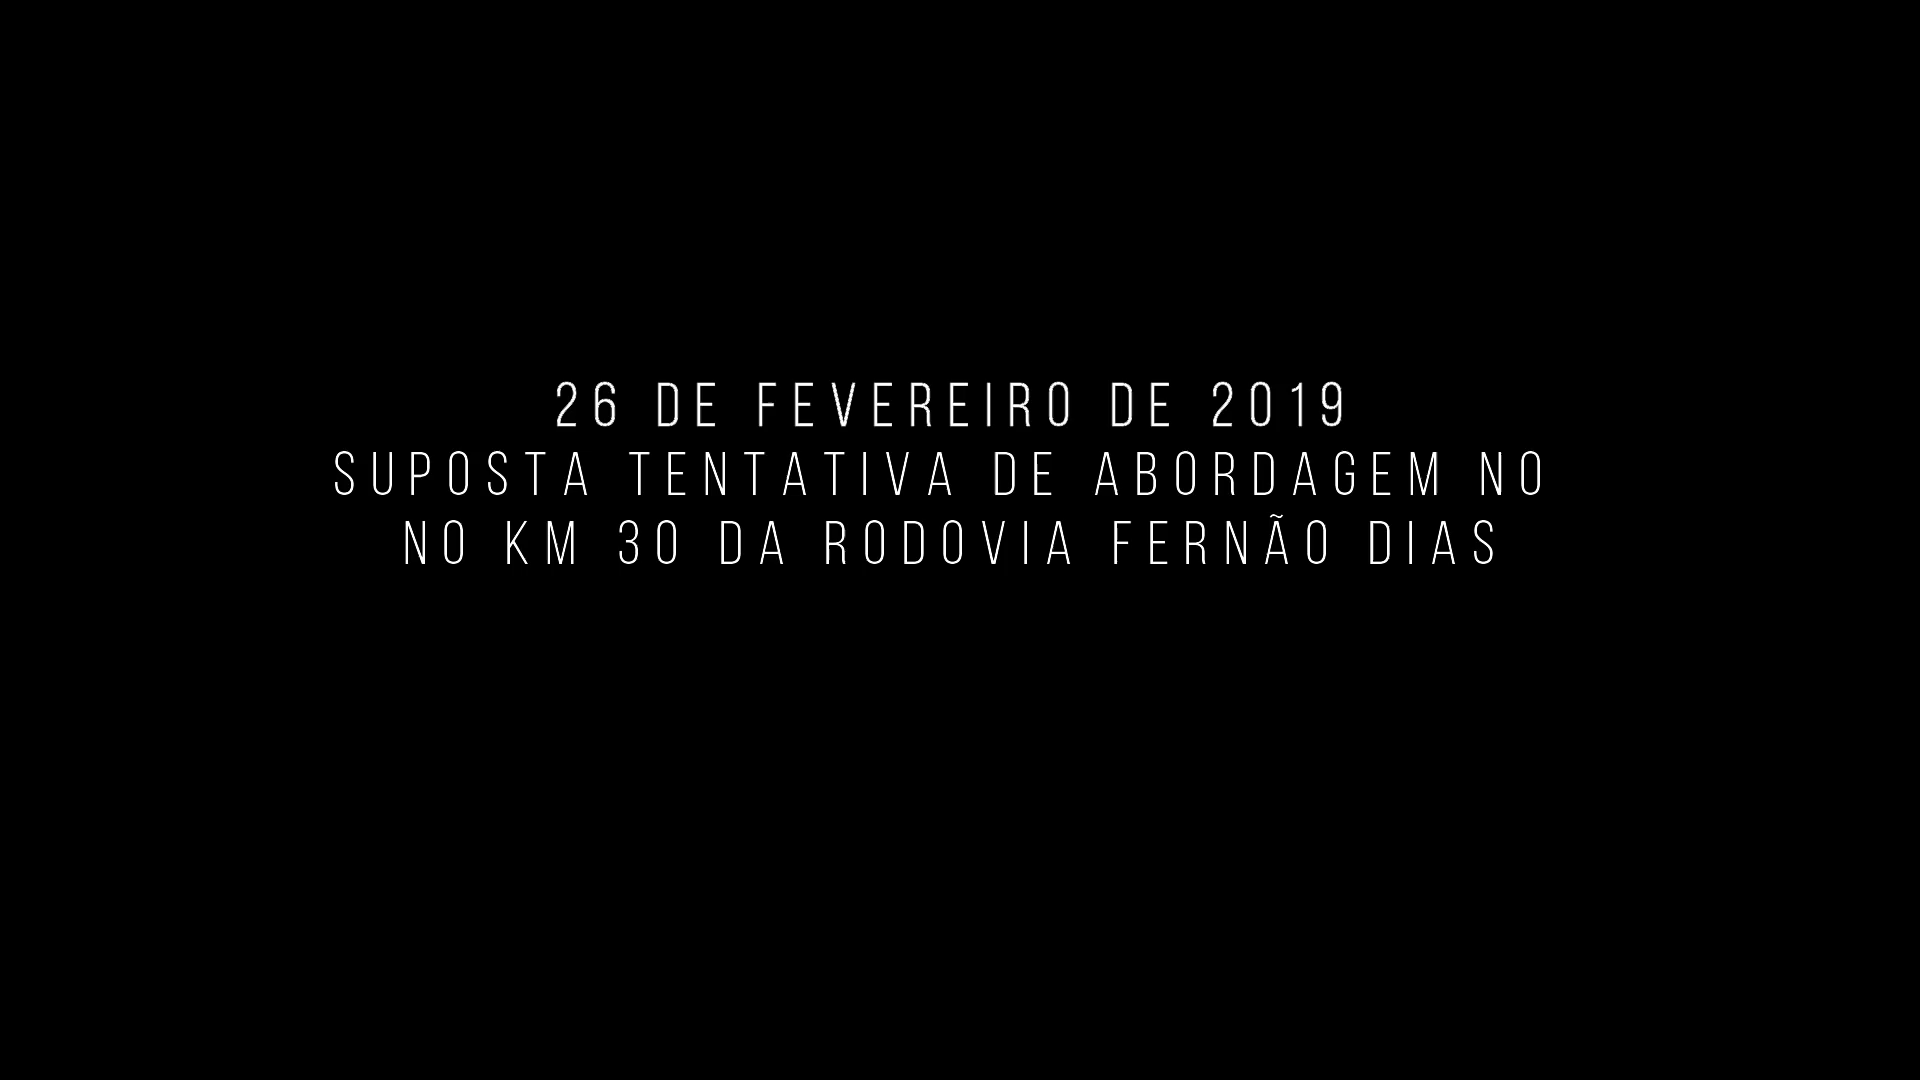 26 DE FEVEREIRO DE 2019
SUPOSTA TENTATIVA DE ABORDAGEM NO
NO KM 30 DA RODOVIA FERNÃO DIAS